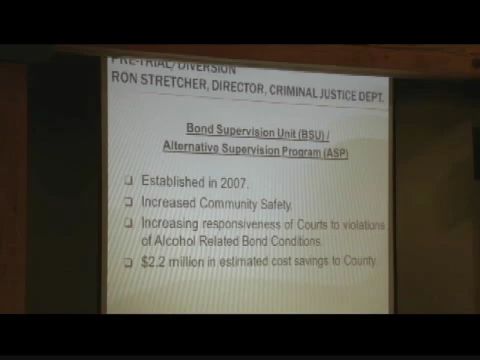 PRE-TRIAL/DIVERSION
RON STRETCHER, DIRECTOR, CRIMINAL JUSTICE DEPT.
Bond Supervision Unit (BSU) /
Alternative Supervision Program (ASP)
❑ Established in 2007.
❑ Increased Community Safety.
❑ Increasing responsiveness of Courts to violations
of Alcohol Related Bond Conditions.
❑ $2.2 million in estimated cost savings to County.